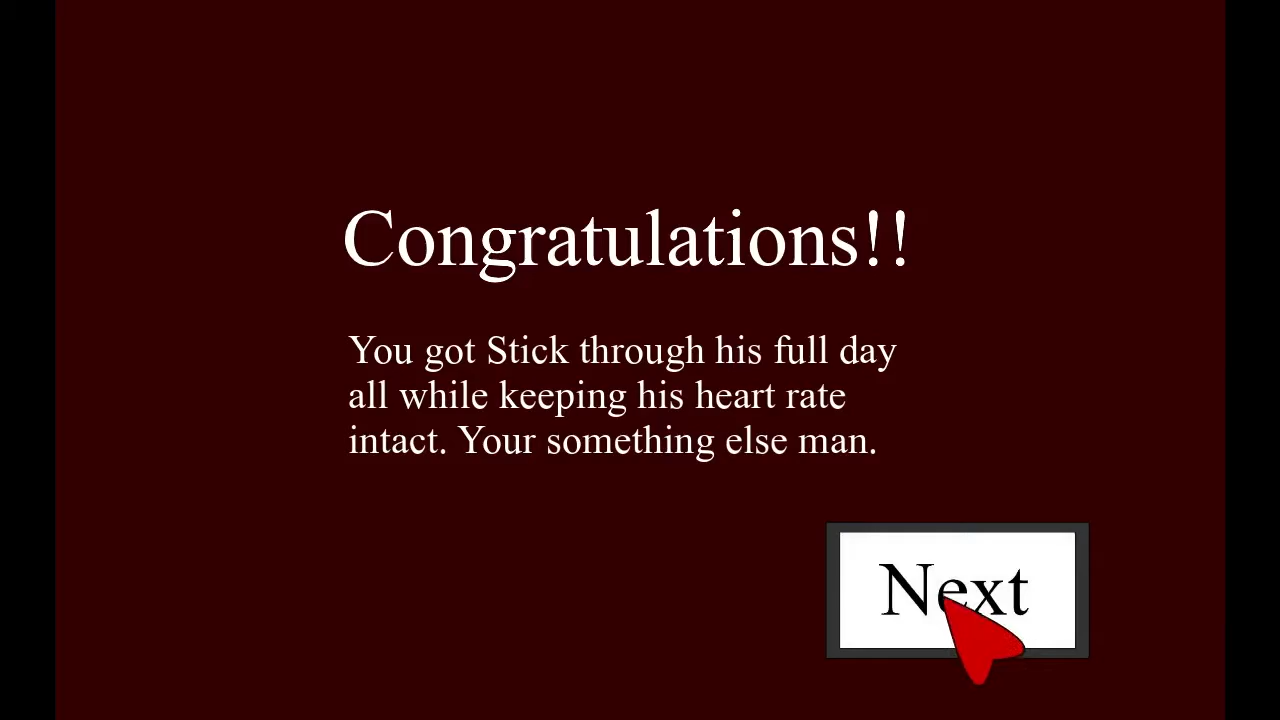 Congratulations!!
You got Stick through his full day
all while keeping his heart rate
intact. Your something else man.
Next